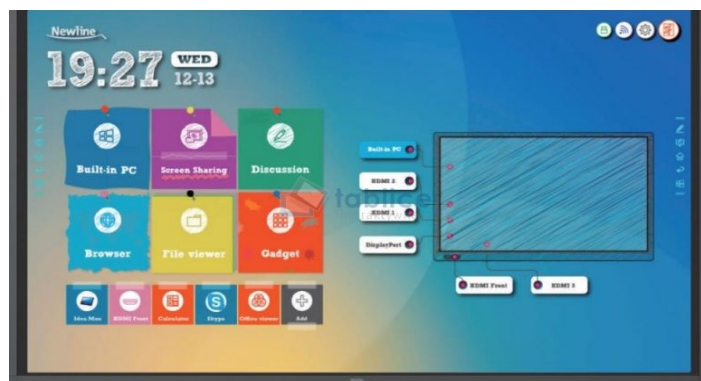 Newline
19:27
WED
12-13
Built-in PC
Screen Sharing
Discussion
Browser
File viewer
Gadget
Idea Max
HDMI Front
Calculator
Skype
Office viewer
Add
Built-in PC
HDMI 2
HDMI 1
DisplayPort
HDMI Front
HDMI 3
tablice